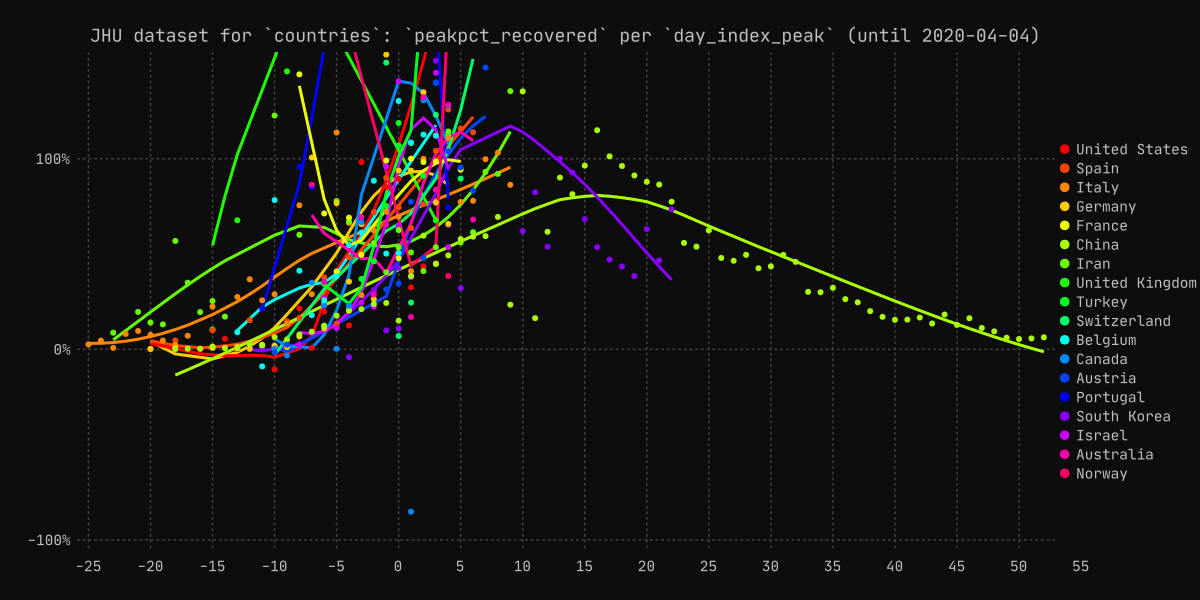 JHU dataset for `countries`: `peakpct_recovered` per `day_index_peak` (until 2020-04-04)
100%
0%
-100%
-25 -20 -15 -10 -5 0 5 10 15 20 25 30 35 40 45 50 55
United States
Spain
Italy
Germany
France
China
Iran
United Kingdom
Turkey
Switzerland
Belgium
Canada
Austria
Portugal
South Korea
Israel
Australia
Norway